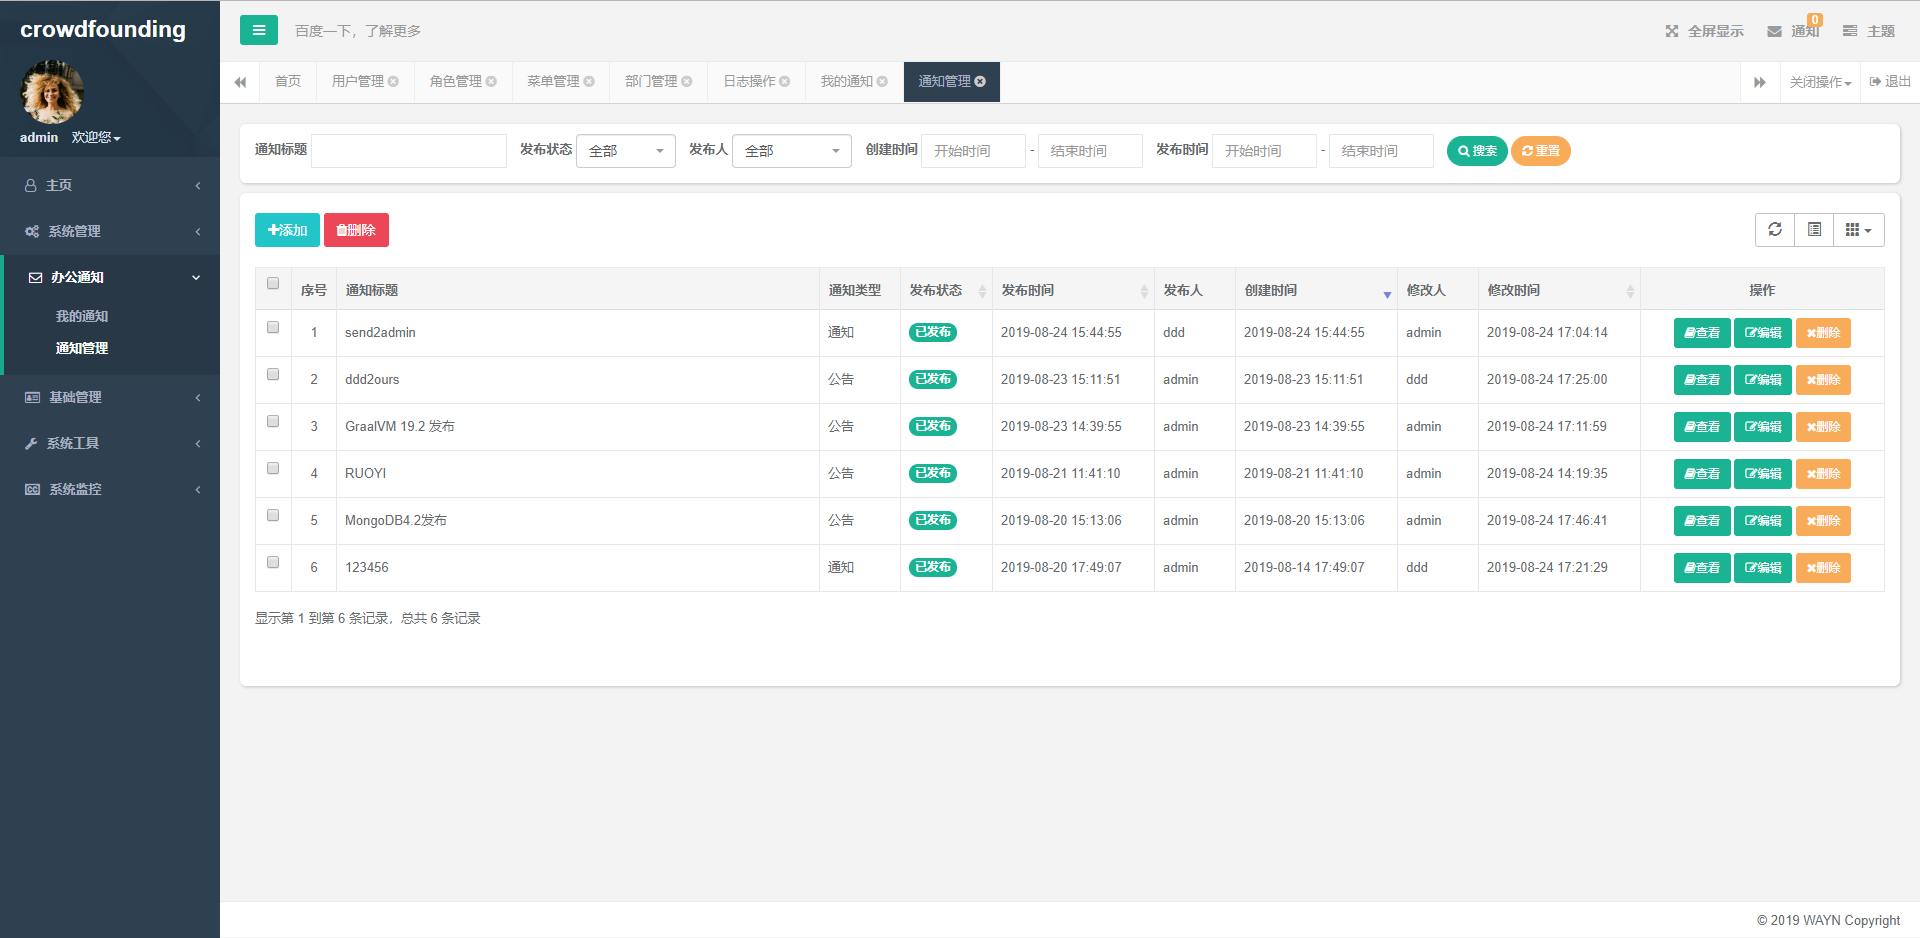 crowdfounding
百度一下，了解更多
全屏显示 通知 0 主题
admin 欢迎您
首页 用户管理 角色管理 菜单管理 部门管理 日志操作 我的通知 通知管理 关闭操作 退出
主页
系统管理
办公通知
我的通知
通知管理
基础管理
系统工具
系统监控
通知标题 发布状态 全部 发布人 全部 创建时间 开始时间 - 结束时间 发布时间 开始时间 - 结束时间 搜索 重置
添加 删除
序号 通知标题 通知类型 发布状态 发布时间 发布人 创建时间 修改人 修改时间 操作
1 send2admin 通知 已发布 2019-08-24 15:44:55 ddd 2019-08-24 15:44:55 admin 2019-08-24 17:04:14 查看 编辑 删除
2 ddd2ours 公告 已发布 2019-08-23 15:11:51 admin 2019-08-23 15:11:51 ddd 2019-08-24 17:25:00 查看 编辑 删除
3 GraalVM 19.2 发布 公告 已发布 2019-08-23 14:39:55 admin 2019-08-23 14:39:55 admin 2019-08-24 17:11:59 查看 编辑 删除
4 RUOYI 公告 已发布 2019-08-21 11:41:10 admin 2019-08-21 11:41:10 admin 2019-08-24 14:19:35 查看 编辑 删除
5 MongoDB4.2发布 公告 已发布 2019-08-20 15:13:06 admin 2019-08-20 15:13:06 admin 2019-08-24 17:46:41 查看 编辑 删除
6 123456 通知 已发布 2019-08-20 17:49:07 admin 2019-08-14 17:49:07 ddd 2019-08-24 17:21:29 查看 编辑 删除
显示第 1 到第 6 条记录，总共 6 条记录
© 2019 WAYN Copyright